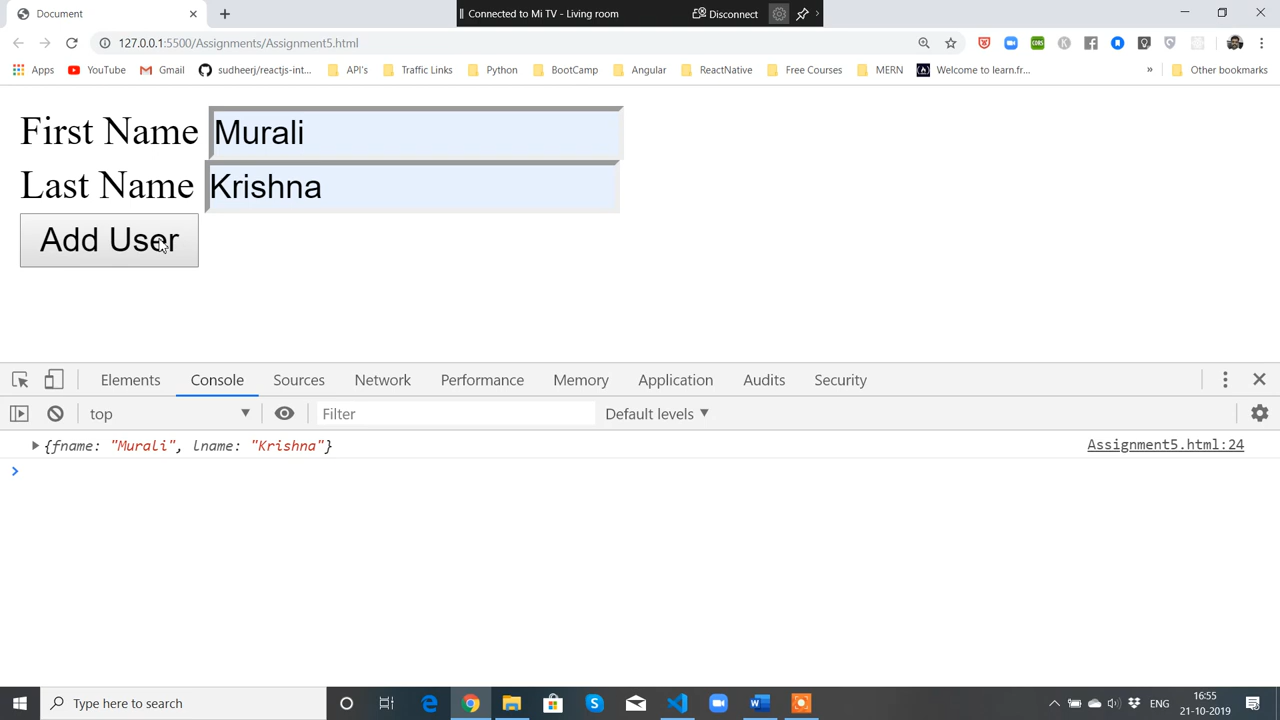 Document
Connected to Mi TV - Living room
Disconnect
127.0.0.1:5500/Assignments/Assignment5.html
Apps
YouTube
Gmail
sudheerj/reactjs-int...
API's
Traffic Links
Python
BootCamp
Angular
ReactNative
Free Courses
MERN
Welcome to learn.fr...
»
Other bookmarks
First Name Murali
Last Name Krishna
Add User
Elements
Console
Sources
Network
Performance
Memory
Application
Audits
Security
top
Filter
Default levels
{fname: "Murali", lname: "Krishna"}
Assignment5.html:24
Type here to search
ENG
16:55
21-10-2019